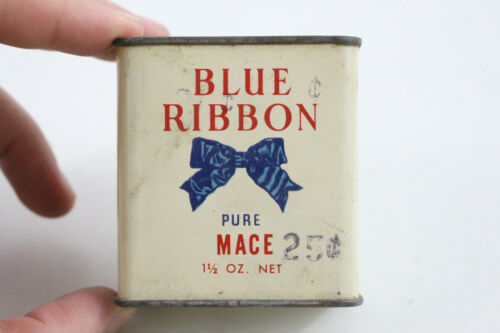 BLUE
RIBBON
PURE
MACE 25¢
1½ OZ. NET